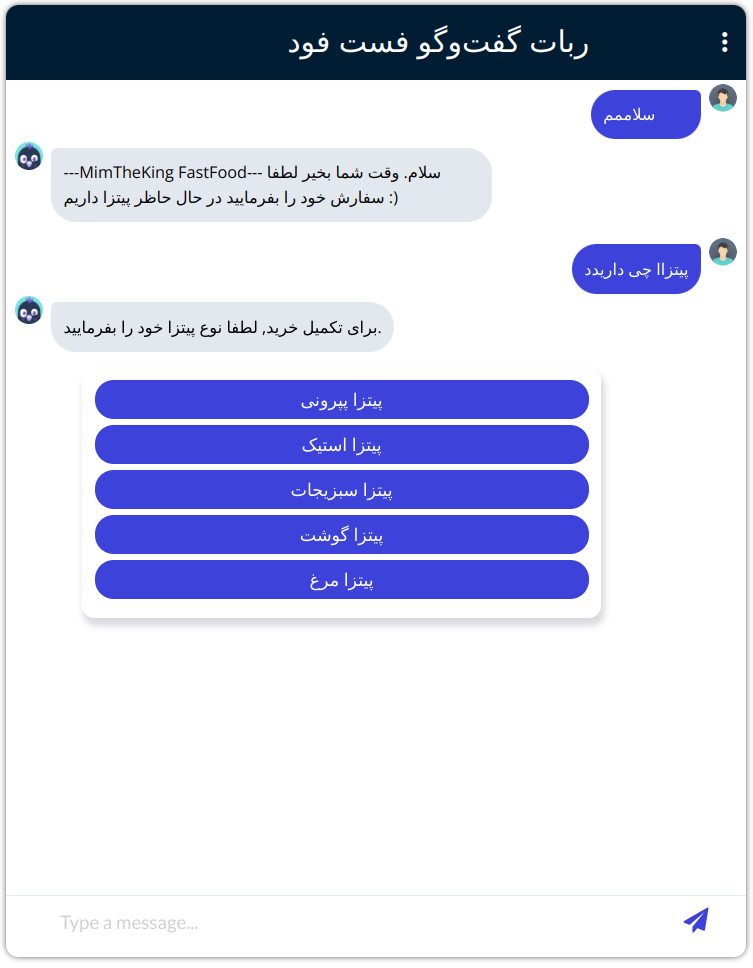 ربات گفت‌وگو فست فود
سلاممم
---MimTheKing FastFood--- سلام. وقت شما بخیر لطفا
سفارش خود را بفرمایید در حال حاظر پیتزا داریم :)
پیتزاا چی داریدد
برای تکمیل خرید, لطفا نوع پیتزا خود را بفرمایید.
پیتزا پپرونی
پیتزا استیک
پیتزا سبزیجات
پیتزا گوشت
پیتزا مرغ
Type a message...